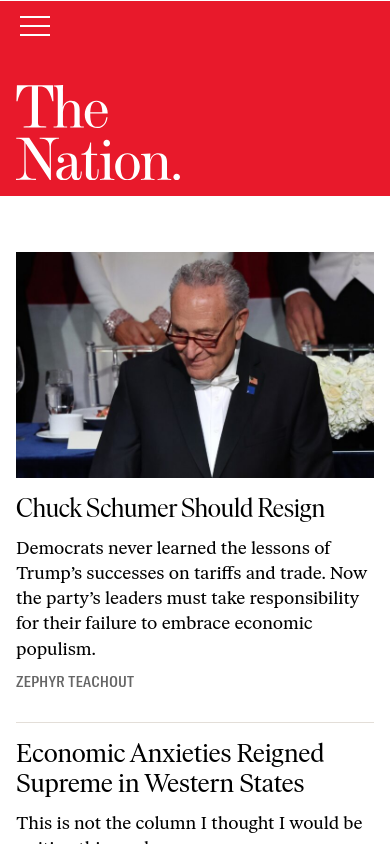 The
Nation.
Chuck Schumer Should Resign
Democrats never learned the lessons of
Trump’s successes on tariffs and trade. Now
the party’s leaders must take responsibility
for their failure to embrace economic
populism.
ZEPHYR TEACHOUT
Economic Anxieties Reigned
Supreme in Western States
This is not the column I thought I would be